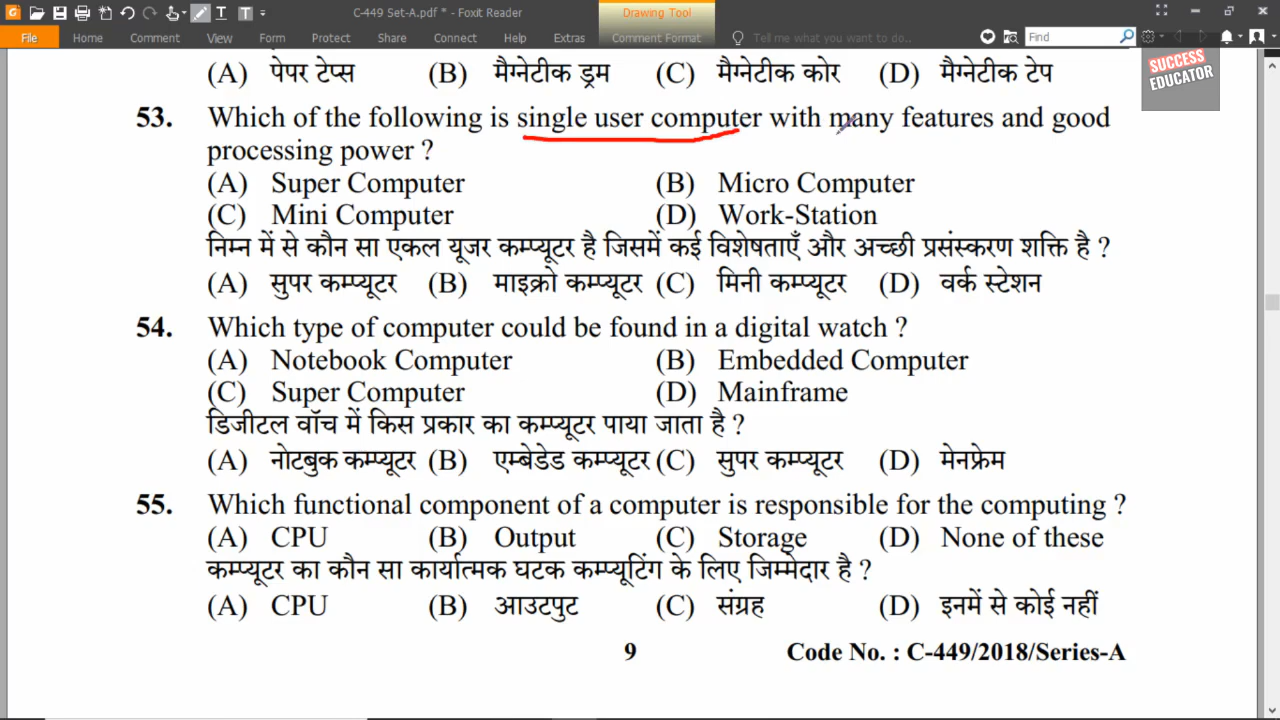 C-449 Set-A.pdf * - Foxit Reader
Drawing Tool
File Home Comment View Form Protect Share Connect Help Extras Comment Format Tell me what you want to do.. Find
SUCCESS
EDUCATOR
(A) पेपर टेप्स (B) मैग्नेटीक ड्रम (C) मैग्नेटीक कोर (D) मैग्नेटीक टेप
53. Which of the following is single user computer with many features and good
processing power ?
(A) Super Computer (B) Micro Computer
(C) Mini Computer (D) Work-Station
निम्न में से कौन सा एकल यूजर कम्प्यूटर है जिसमें कई विशेषताएँ और अच्छी प्रसंस्करण शक्ति है ?
(A) सुपर कम्प्यूटर (B) माइक्रो कम्प्यूटर (C) मिनी कम्प्यूटर (D) वर्क स्टेशन
54. Which type of computer could be found in a digital watch ?
(A) Notebook Computer (B) Embedded Computer
(C) Super Computer (D) Mainframe
डिजीटल वॉच में किस प्रकार का कम्प्यूटर पाया जाता है ?
(A) नोटबुक कम्प्यूटर (B) एम्बेडेड कम्प्यूटर (C) सुपर कम्प्यूटर (D) मेनफ्रेम
55. Which functional component of a computer is responsible for the computing ?
(A) CPU (B) Output (C) Storage (D) None of these
कम्प्यूटर का कौन सा कार्यात्मक घटक कम्प्यूटिंग के लिए जिम्मेदार है ?
(A) CPU (B) आउटपुट (C) संग्रह (D) इनमें से कोई नहीं
9 Code No. : C-449/2018/Series-A